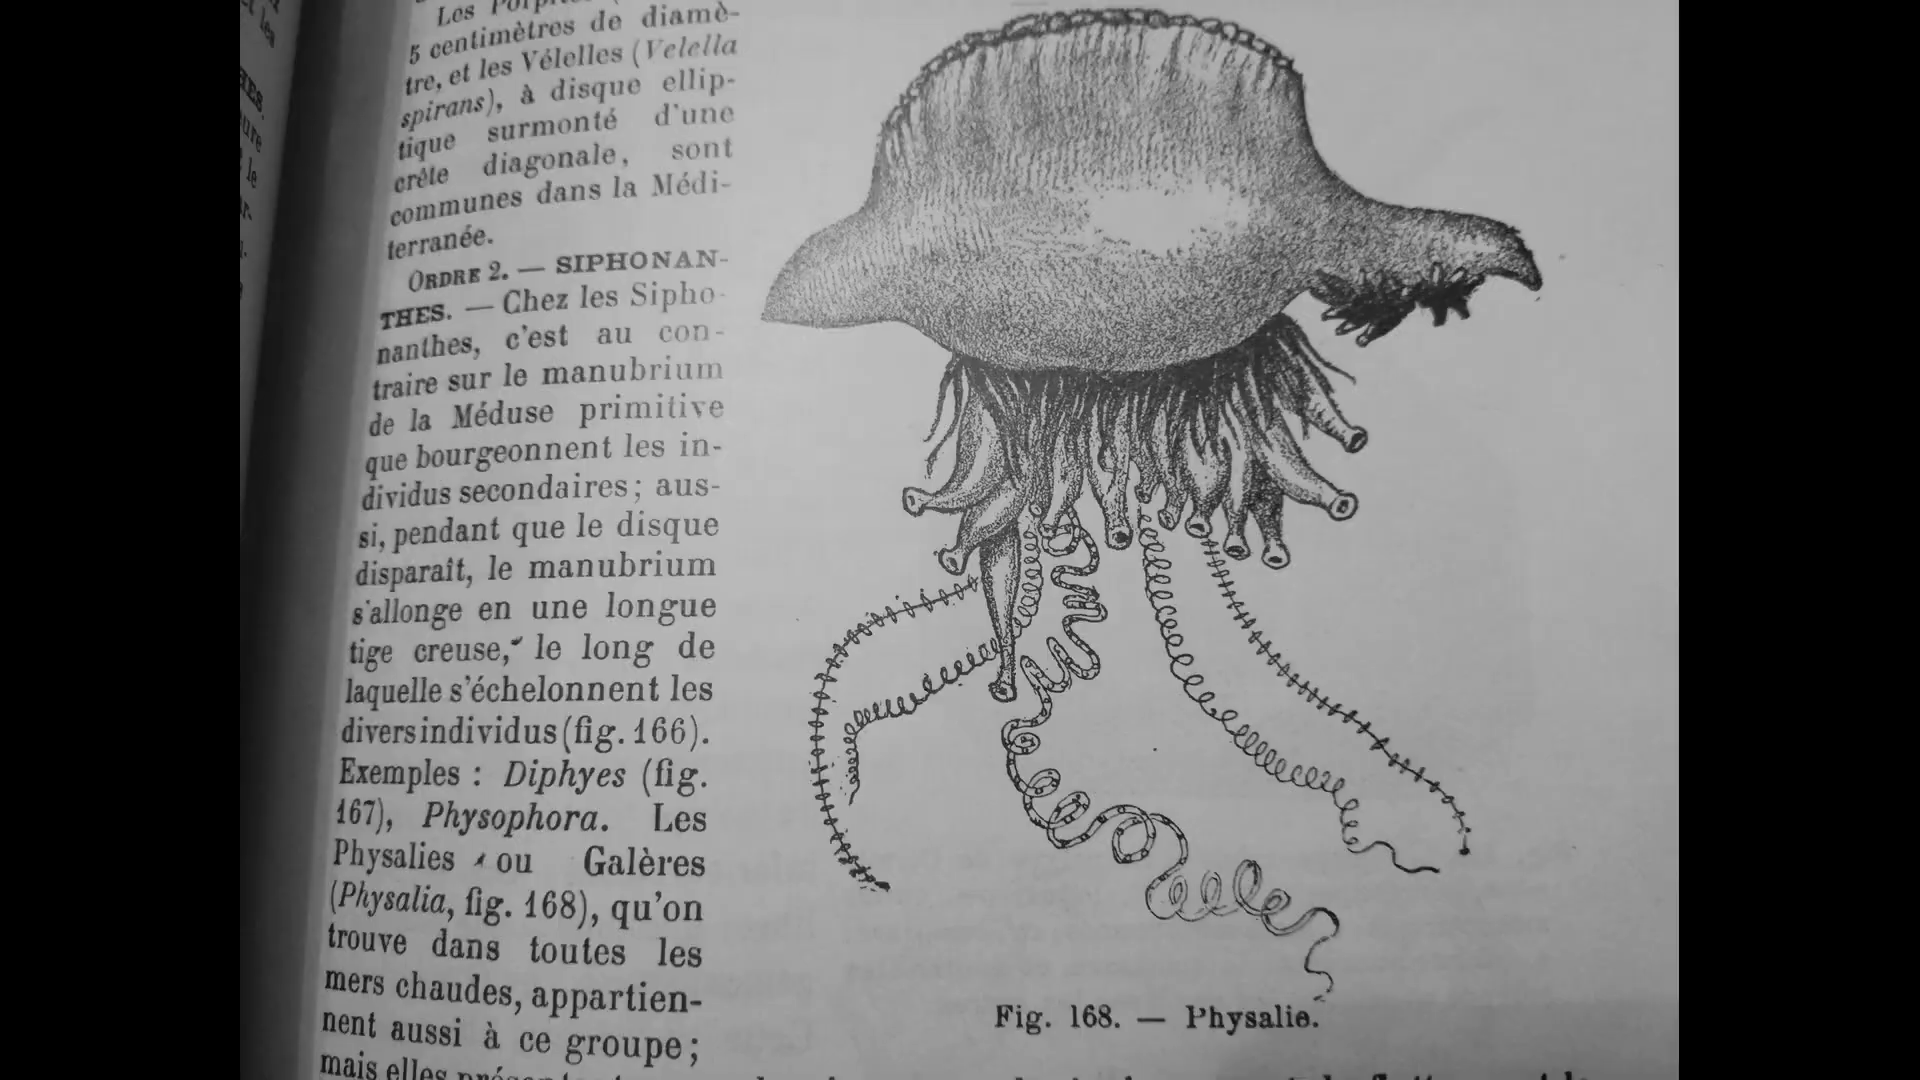 Les
5 centimètres de diamè-
tre, et les Vélelles (Velella
spirans), à disque ellip-
tique surmonté d'une
crête diagonale, sont
communes dans la Médi-
terranée.
ORDRE 2. — SIPHONAN-
THES. — Chez les Sipho-
nanthes, c'est au con-
traire sur le manubrium
de la Méduse primitive
que bourgeonnent les in-
dividus secondaires; aus-
si, pendant que le disque
disparaît, le manubrium
s'allonge en une longue
tige creuse, le long de
laquelle s'échelonnent les
divers individus (fig. 166).
Exemples : Diphyes (fig.
167), Physophora. Les
Physalies ou Galères
(Physalia, fig. 168), qu'on
trouve dans toutes les
mers chaudes, appartien-
nent aussi à ce groupe;
mais elles
Fig. 168. — Physalie.